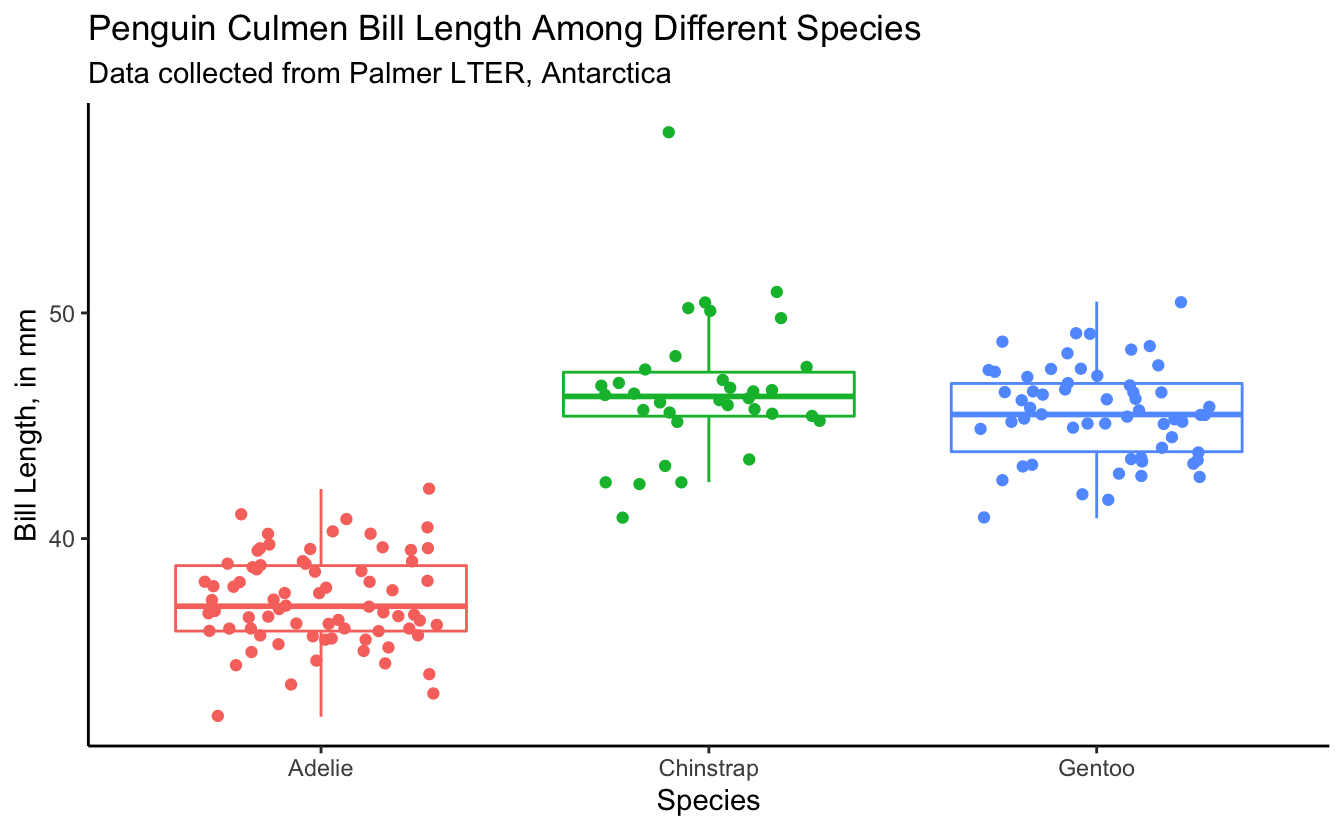 Penguin Culmen Bill Length Among Different Species
Data collected from Palmer LTER, Antarctica
Bill Length, in mm
50
40
Adelie
Chinstrap
Gentoo
Species